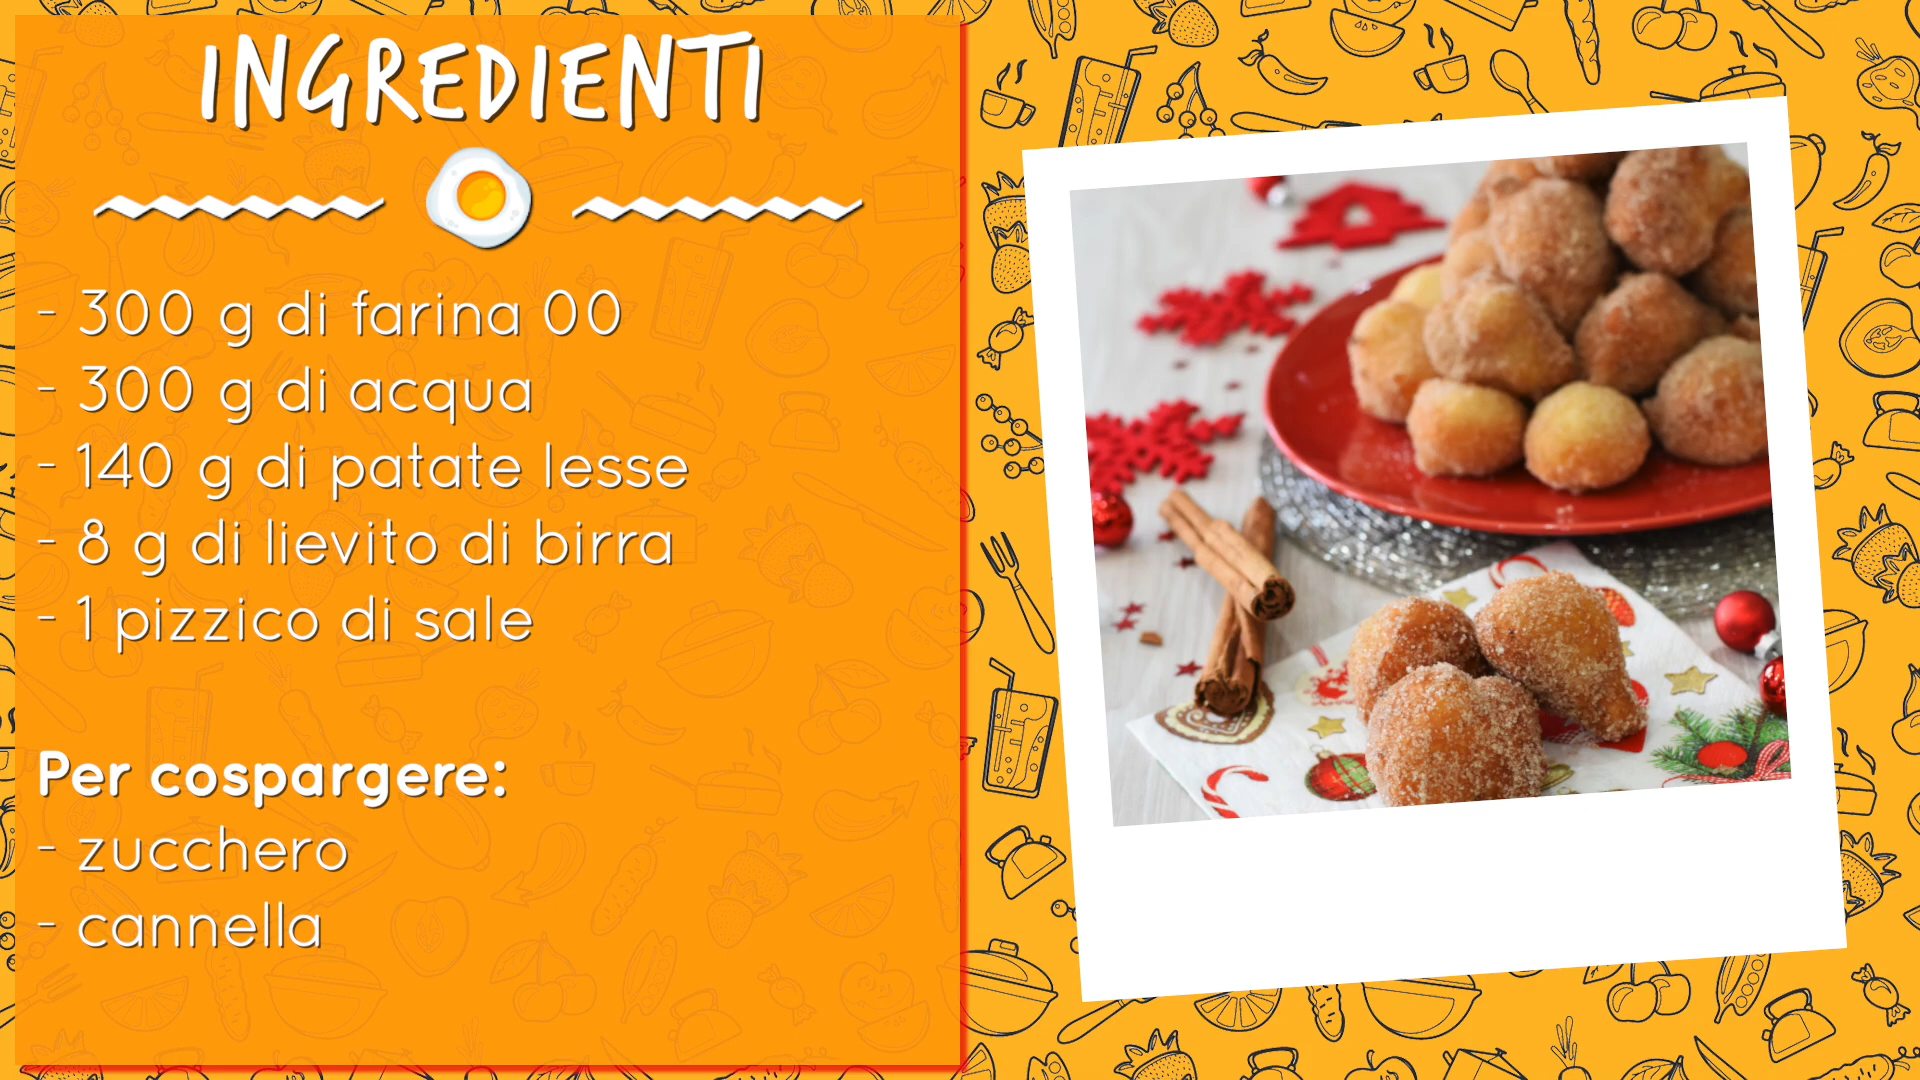 INGREDIENTI
- 300 g di farina 00
- 300 g di acqua
- 140 g di patate lesse
- 8 g di lievito di birra
- 1 pizzico di sale
Per cospargere:
- zucchero
- cannella